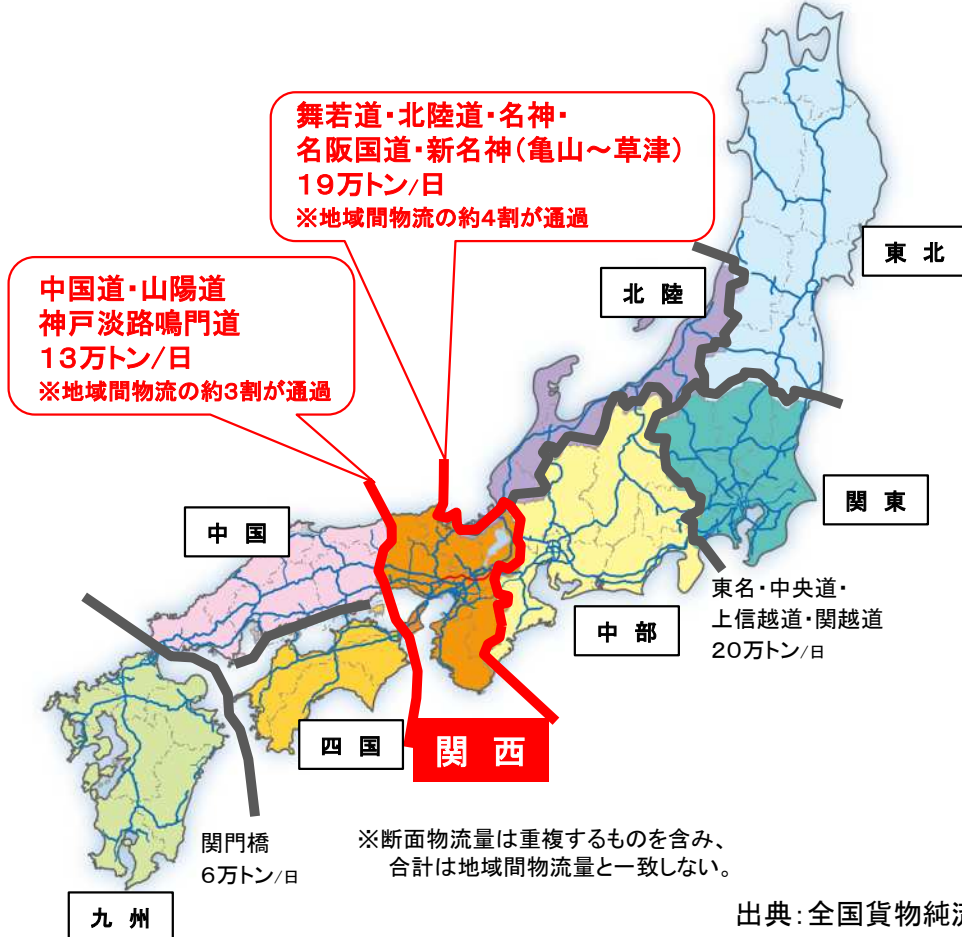 舞若道・北陸道・名神・
名阪国道・新名神(亀山～草津)
19万トン/日
※地域間物流の約4割が通過
東 北
北 陸
中国道・山陽道
神戸淡路鳴門道
13万トン/日
※地域間物流の約3割が通過
関 東
中 国
東名・中央道・
上信越道・関越道
20万トン/日
中 部
四 国
関 西
関門橋
6万トン/日
※断面物流量は重複するものを含み、
合計は地域間物流量と一致しない。
九 州
出典:全国貨物純流